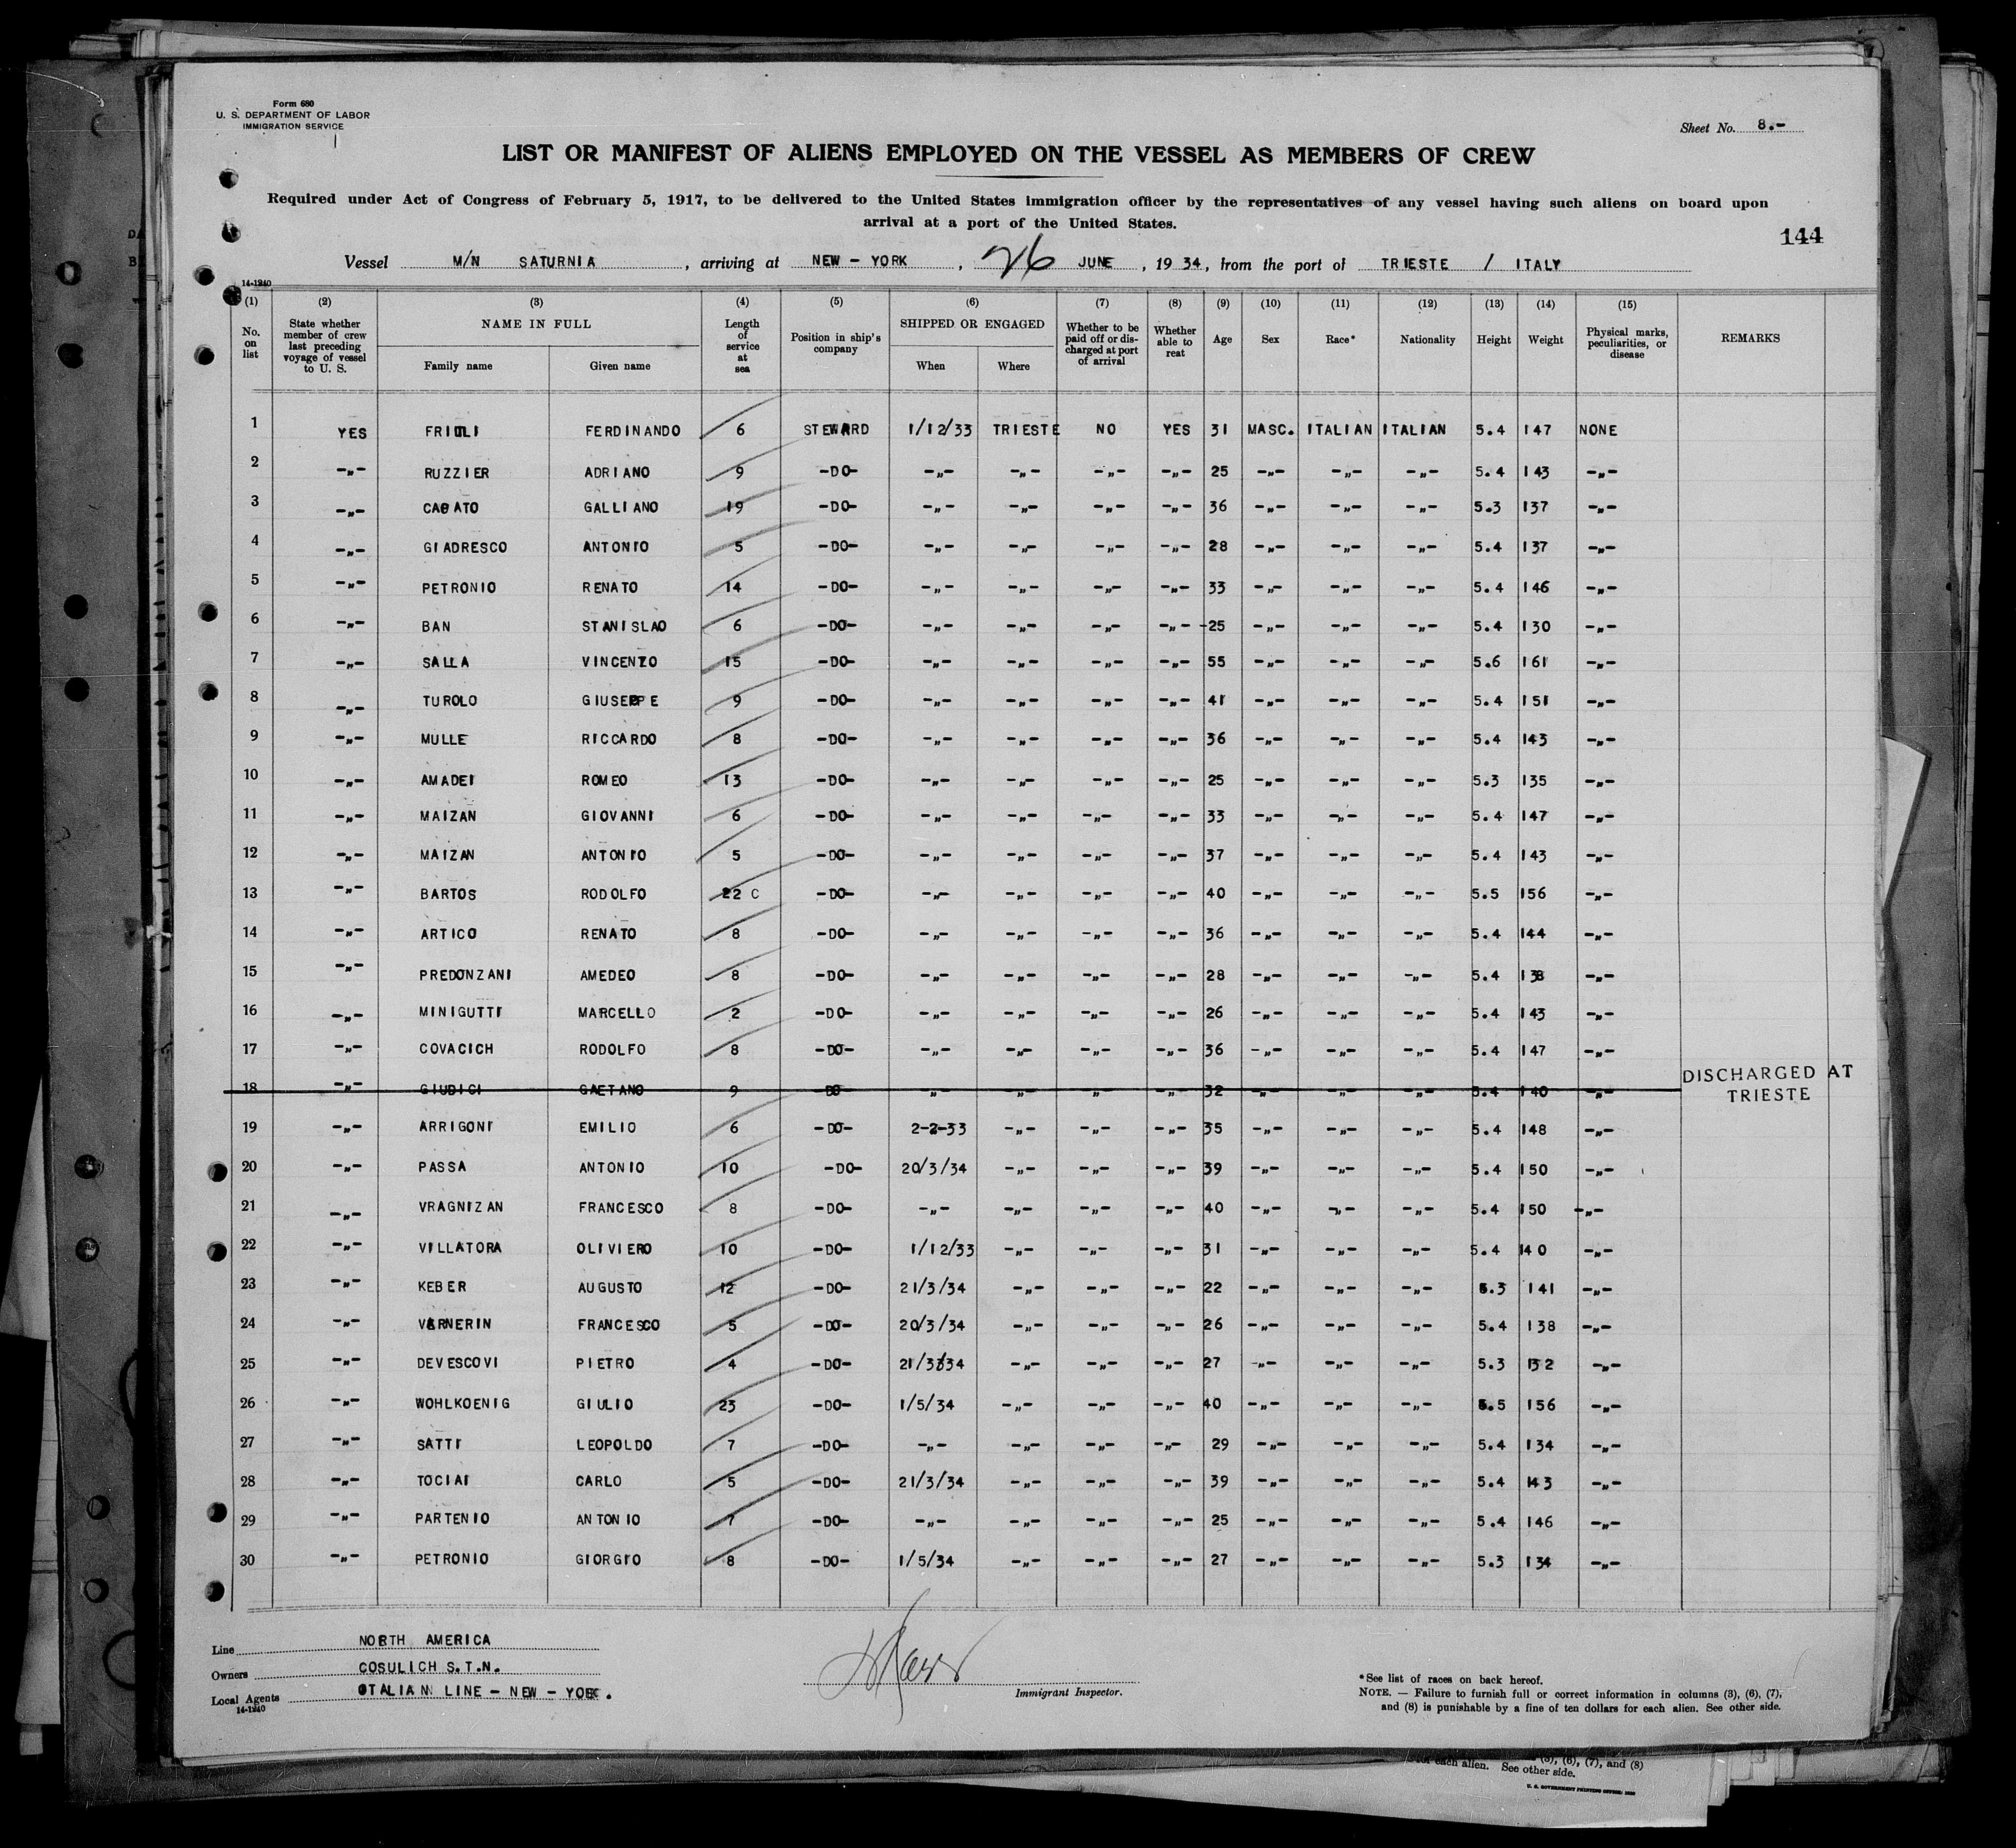 Form 680
U. S. DEPARTMENT OF LABOR
IMMIGRATION SERVICE
Sheet No. 8.-
LIST OR MANIFEST OF ALIENS EMPLOYED ON THE VESSEL AS MEMBERS OF CREW
Required under Act of Congress of February 5, 1917, to be delivered to the United States immigration officer by the representatives of any vessel having such aliens on board upon
arrival at a port of the United States.
144
Vessel M/N SATURNIA, arriving at NEW-YORK, 26 JUNE, 1934, from the port of TRIESTE / ITALY
14-1240
(1) (2) (3) (4) (5) (6) (7) (8) (9) (10) (11) (12) (13) (14) (15)
No. on list | State whether member of crew last preceding voyage of vessel to U. S. | NAME IN FULL | Family name | Given name | Length of service at sea | Position in ship's company | SHIPPED OR ENGAGED | When | Where | Whether to be paid off or discharged at port of arrival | Whether able to reat | Age | Sex | Race* | Nationality | Height | Weight | Physical marks, peculiarities, or disease | REMARKS
1 YES FRIULI FERDINANDO 6 STEWARD 1/12/33 TRIESTE NO YES 31 MASC. ITALIAN ITALIAN 5.4 147 NONE
2 -„- RUZZIER ADRIANO 9 -DO- -„- -„- -„- -„- 25 -„- -„- -„- 5.4 143 -„-
3 -„- GALLIANO 19 -DO- -„- -„- -„- -„- 36 -„- -„- -„- 5.3 137 -„-
4 -„- GIADRESCO ANTONIO 5 -DO- -„- -„- -„- -„- 28 -„- -„- -„- 5.4 137 -„-
5 -„- PETRONIO RENATO 14 -DO- -„- -„- -„- -„- 33 -„- -„- -„- 5.4 146 -„-
6 -„- BAN STANISLAO 6 -DO- -„- -„- -„- -„- -25 -„- -„- -„- 5.4 130 -„-
7 -„- SALLA VINCENZO 15 -DO- -„- -„- -„- -„- 55 -„- -„- -„- 5.6 161 -„-
8 -„- TUROLO GIUSEPPE 9 -DO- -„- -„- -„- -„- 41 -„- -„- -„- 5.4 151 -„-
9 -„- MULLE RICCARDO 8 -DO- -„- -„- -„- -„- 36 -„- -„- -„- 5.4 143 -„-
10 -„- AMADEI ROMEO 13 -DO- -„- -„- -„- -„- 25 -„- -„- -„- 5.3 135 -„-
11 -„- MAIZAN GIOVANNI 6 -DO- -„- -„- -„- -„- 33 -„- -„- -„- 5.4 147 -„-
12 -„- MAIZAN ANTONIO 5 -DO- -„- -„- -„- -„- 37 -„- -„- -„- 5.4 143 -„-
13 -„- BARTOS RODOLFO 22 C -DO- -„- -„- -„- -„- 40 -„- -„- -„- 5.5 156 -„-
14 -„- ARTICO RENATO 8 -DO- -„- -„- -„- -„- 36 -„- -„- -„- 5.4 144 -„-
15 -„- PREDONZANI AMEDEO 8 -DO- -„- -„- -„- -„- 28 -„- -„- -„- 5.4 138 -„-
16 -„- MINIGUTTI MARCELLO 2 -DO- -„- -„- -„- -„- 26 -„- -„- -„- 5.4 143 -„-
17 -„- COVACICH RODOLFO 8 -DO- -„- -„- -„- -„- 36 -„- -„- -„- 5.4 147 -„-
18 -„- GIUDICI GAETANO 9 -DO- -„- -„- -„- -„- 32 -„- -„- -„- 5.4 140 -„- DISCHARGED AT TRIESTE
19 -„- ARRIGONI EMILIO 6 -DO- 2-2-33 -„- -„- -„- 35 -„- -„- -„- 5.4 148 -„-
20 -„- PASSA ANTONIO 10 -DO- 20/3/34 -„- -„- -„- 39 -„- -„- -„- 5.4 150 -„-
21 -„- VRAGNIZAN FRANCESCO 8 -DO- -„- -„- -„- -„- 40 -„- -„- -„- 5.4 150 -„-
22 -„- VILLATORA OLIVIERO 10 -DO- 1/12/33 -„- -„- -„- 31 -„- -„- -„- 5.4 140 -„-
23 -„- KEBER AUGUSTO 12 -DO- 21/3/34 -„- -„- -„- 22 -„- -„- -„- 5.3 141 -„-
24 -„- VARNERIN FRANCESCO 5 -DO- 20/3/34 -„- -„- -„- 26 -„- -„- -„- 5.4 138 -„-
25 -„- DEVESCOVI PIETRO 4 -DO- 21/3/34 -„- -„- -„- 27 -„- -„- -„- 5.3 132 -„-
26 -„- WOHLKOENIG GIULIO 23 -DO- 1/5/34 -„- -„- -„- 40 -„- -„- -„- 5.5 156 -„-
27 -„- SATTI LEOPOLDO 7 -DO- -„- -„- -„- -„- 29 -„- -„- -„- 5.4 134 -„-
28 -„- TOCIAI CARLO 5 -DO- 21/3/34 -„- -„- -„- 39 -„- -„- -„- 5.4 143 -„-
29 -„- PARTENIO ANTONIO 7 -DO- -„- -„- -„- -„- 25 -„- -„- -„- 5.4 146 -„-
30 -„- PETRONIO GIORGIO 8 -DO- 1/5/34 -„- -„- -„- 27 -„- -„- -„- 5.3 134 -„-
Line NORTH AMERICA
Owners COSULICH S.T.N.
Local Agents OTALIAN LINE - NEW - YORK.
14-1240
Immigrant Inspector.
*See list of races on back hereof.
NOTE. — Failure to furnish full or correct information in columns (3), (6), (7),
and (8) is punishable by a fine of ten dollars for each alien. See other side.
(3), (6), (7), and (8)
each alien. See other side.
U. S. GOVERNMENT PRINTING OFFICE: